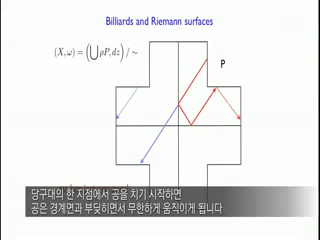 Billiards and Riemann surfaces
(X, ω) = (⋃ ρP, dz) / ∼
P
당구대의 한 지점에서 공을 치기 시작하면
공은 경계면과 부딪히면서 무한하게 움직이게 됩니다